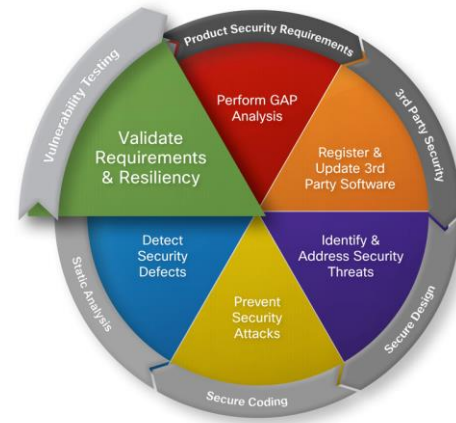 Product Security Requirements
Perform GAP
Analysis
3rd Party Security
Register &
Update 3rd
Party Software
Secure Design
Identify &
Address Security
Threats
Secure Coding
Prevent
Security
Attacks
Static Analysis
Detect
Security
Defects
Vulnerability Testing
Validate
Requirements
& Resiliency